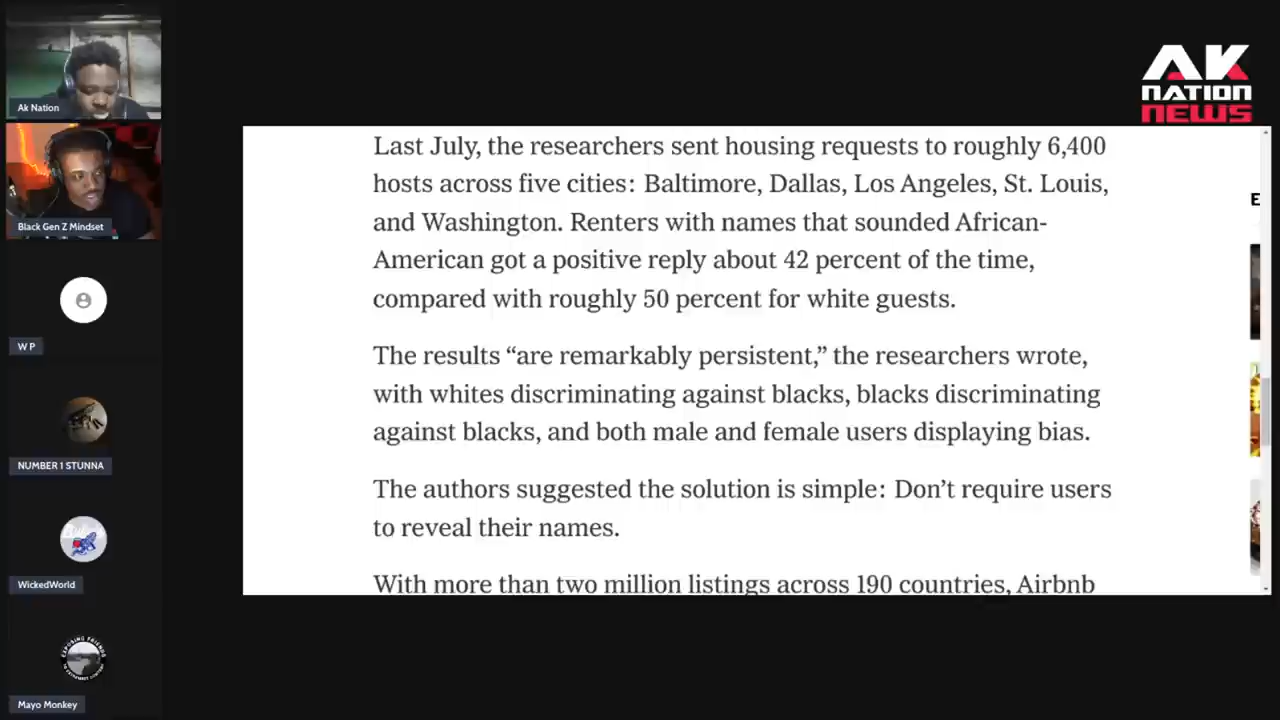 Ak Nation
Black Gen Z Mindset
W P
NUMBER 1 STUNNA
WickedWorld
Mayo Monkey
AK
NATION
NEWS
Last July, the researchers sent housing requests to roughly 6,400
hosts across five cities: Baltimore, Dallas, Los Angeles, St. Louis,
and Washington. Renters with names that sounded African-
American got a positive reply about 42 percent of the time,
compared with roughly 50 percent for white guests.
The results “are remarkably persistent,” the researchers wrote,
with whites discriminating against blacks, blacks discriminating
against blacks, and both male and female users displaying bias.
The authors suggested the solution is simple: Don’t require users
to reveal their names.
With more than two million listings across 190 countries, Airbnb
E